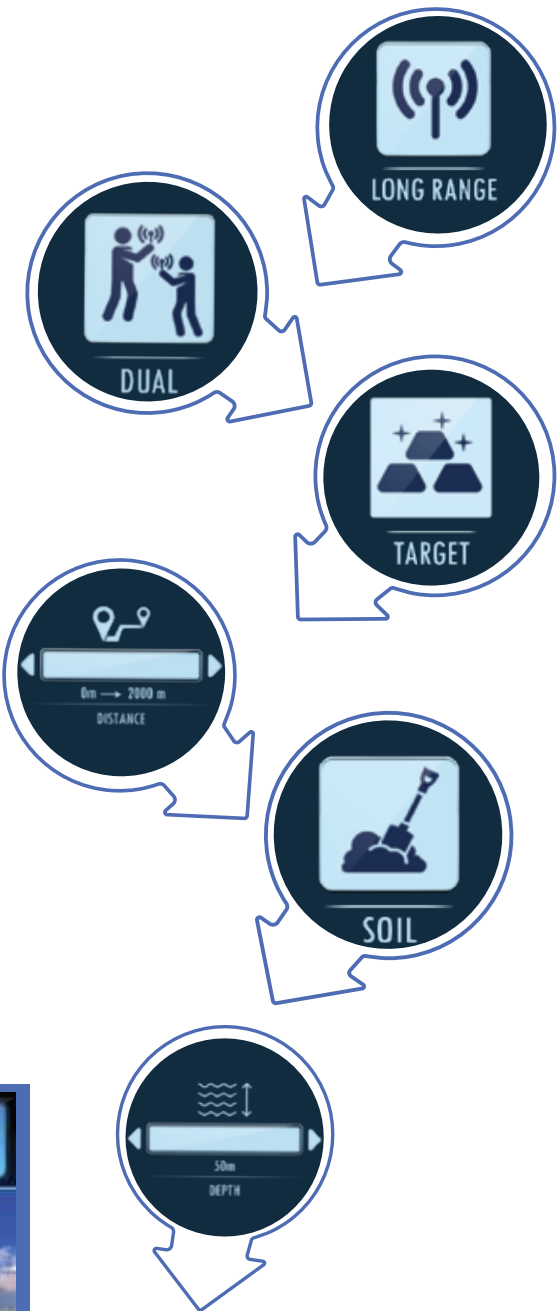 LONG RANGE
DUAL
TARGET
0m → 2000 m
DISTANCE
SOIL
50m
DEPTH